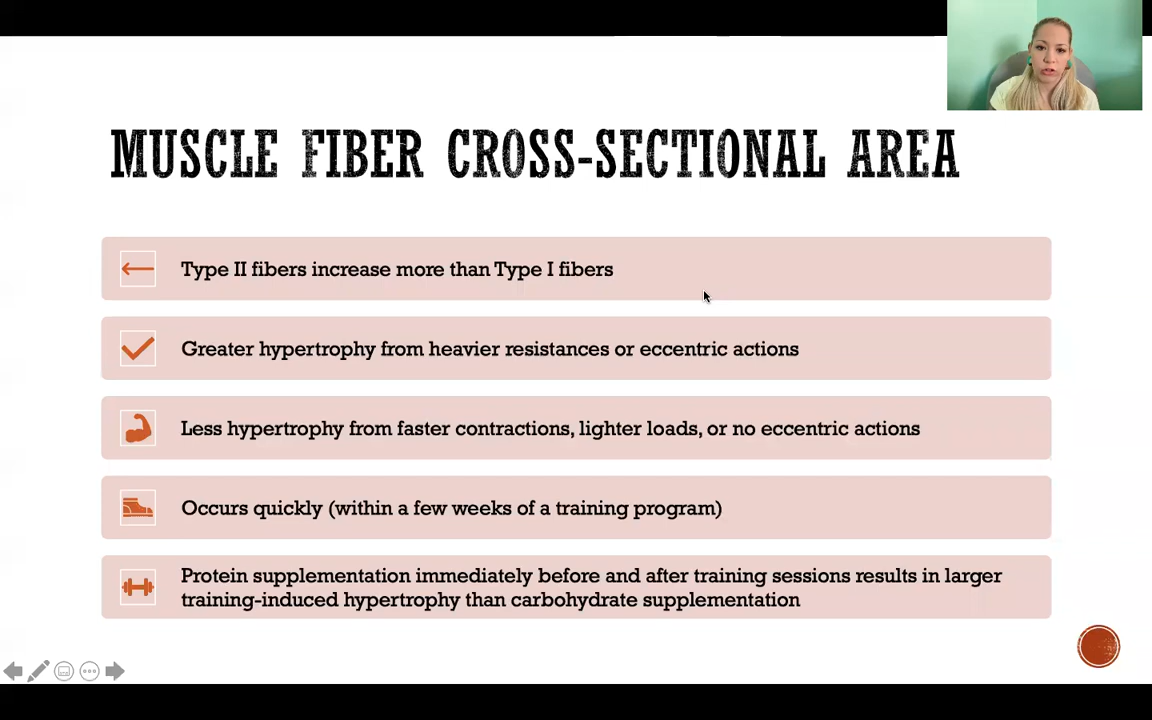 MUSCLE FIBER CROSS-SECTIONAL AREA
Type II fibers increase more than Type I fibers
Greater hypertrophy from heavier resistances or eccentric actions
Less hypertrophy from faster contractions, lighter loads, or no eccentric actions
Occurs quickly (within a few weeks of a training program)
Protein supplementation immediately before and after training sessions results in larger
training-induced hypertrophy than carbohydrate supplementation